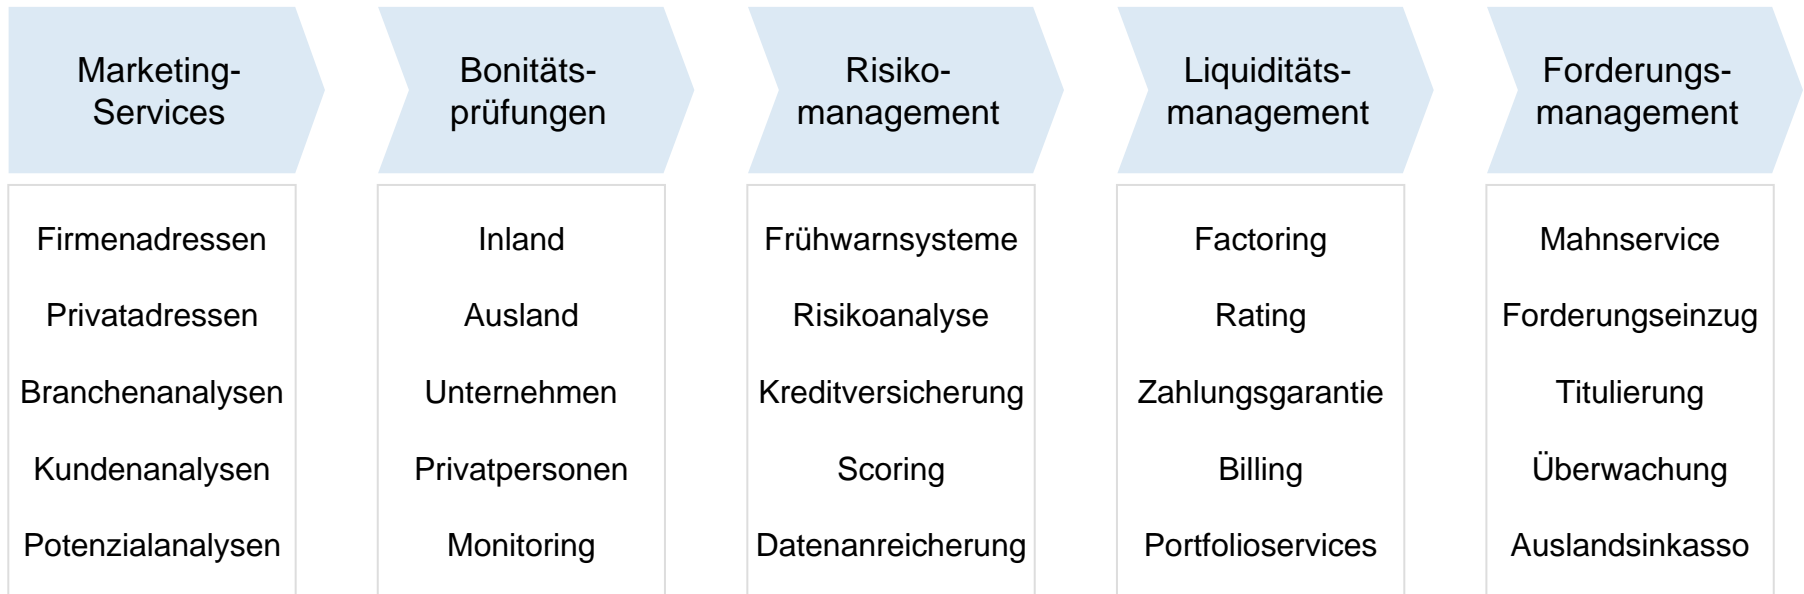 Marketing-
Services
Bonitäts-
prüfungen
Risiko-
management
Liquiditäts-
management
Forderungs-
management
Firmenadressen
Privatadressen
Branchenanalysen
Kundenanalysen
Potenzialanalysen
Inland
Ausland
Unternehmen
Privatpersonen
Monitoring
Frühwarnsysteme
Risikoanalyse
Kreditversicherung
Scoring
Datenanreicherung
Factoring
Rating
Zahlungsgarantie
Billing
Portfolioservices
Mahnservice
Forderungseinzug
Titulierung
Überwachung
Auslandsinkasso